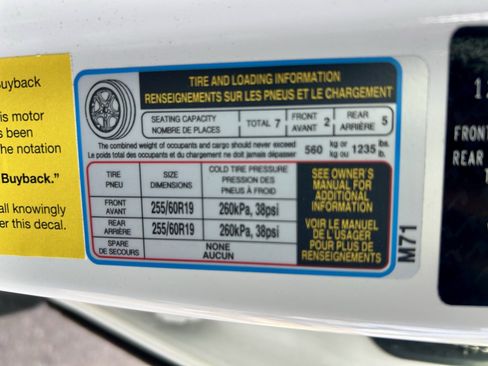 Buyback
is motor
been
he notation
Buyback."
all knowingly
er this decal.
TIRE AND LOADING INFORMATION
RENSEIGNEMENTS SUR LES PNEUS ET LE CHARGEMENT
SEATING CAPACITY
NOMBRE DE PLACES
TOTAL 7
FRONT
AVANT 2
REAR
ARRIÈRE 5
The combined weight of occupants and cargo should never exceed 560 kg or 1235 lbs.
Le poids total des occupants et du chargement ne doit jamais dépasser kg ou lb.
TIRE
PNEU
SIZE
DIMENSIONS
COLD TIRE PRESSURE
PRESSION DES
PNEUS À FROID
FRONT
AVANT
255/60R19
260kPa, 38psi
REAR
ARRIÈRE
255/60R19
260kPa, 38psi
SPARE
DE SECOURS
NONE
AUCUN
SEE OWNER'S
MANUAL FOR
ADDITIONAL
INFORMATION
VOIR LE MANUEL
DE L'USAGER
POUR PLUS DE
RENSEIGNEMENTS
M71
FRONT
REAR